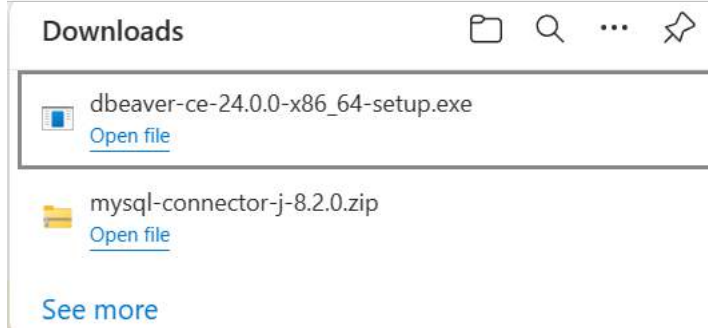 Downloads
dbeaver-ce-24.0.0-x86_64-setup.exe
Open file
mysql-connector-j-8.2.0.zip
Open file
See more